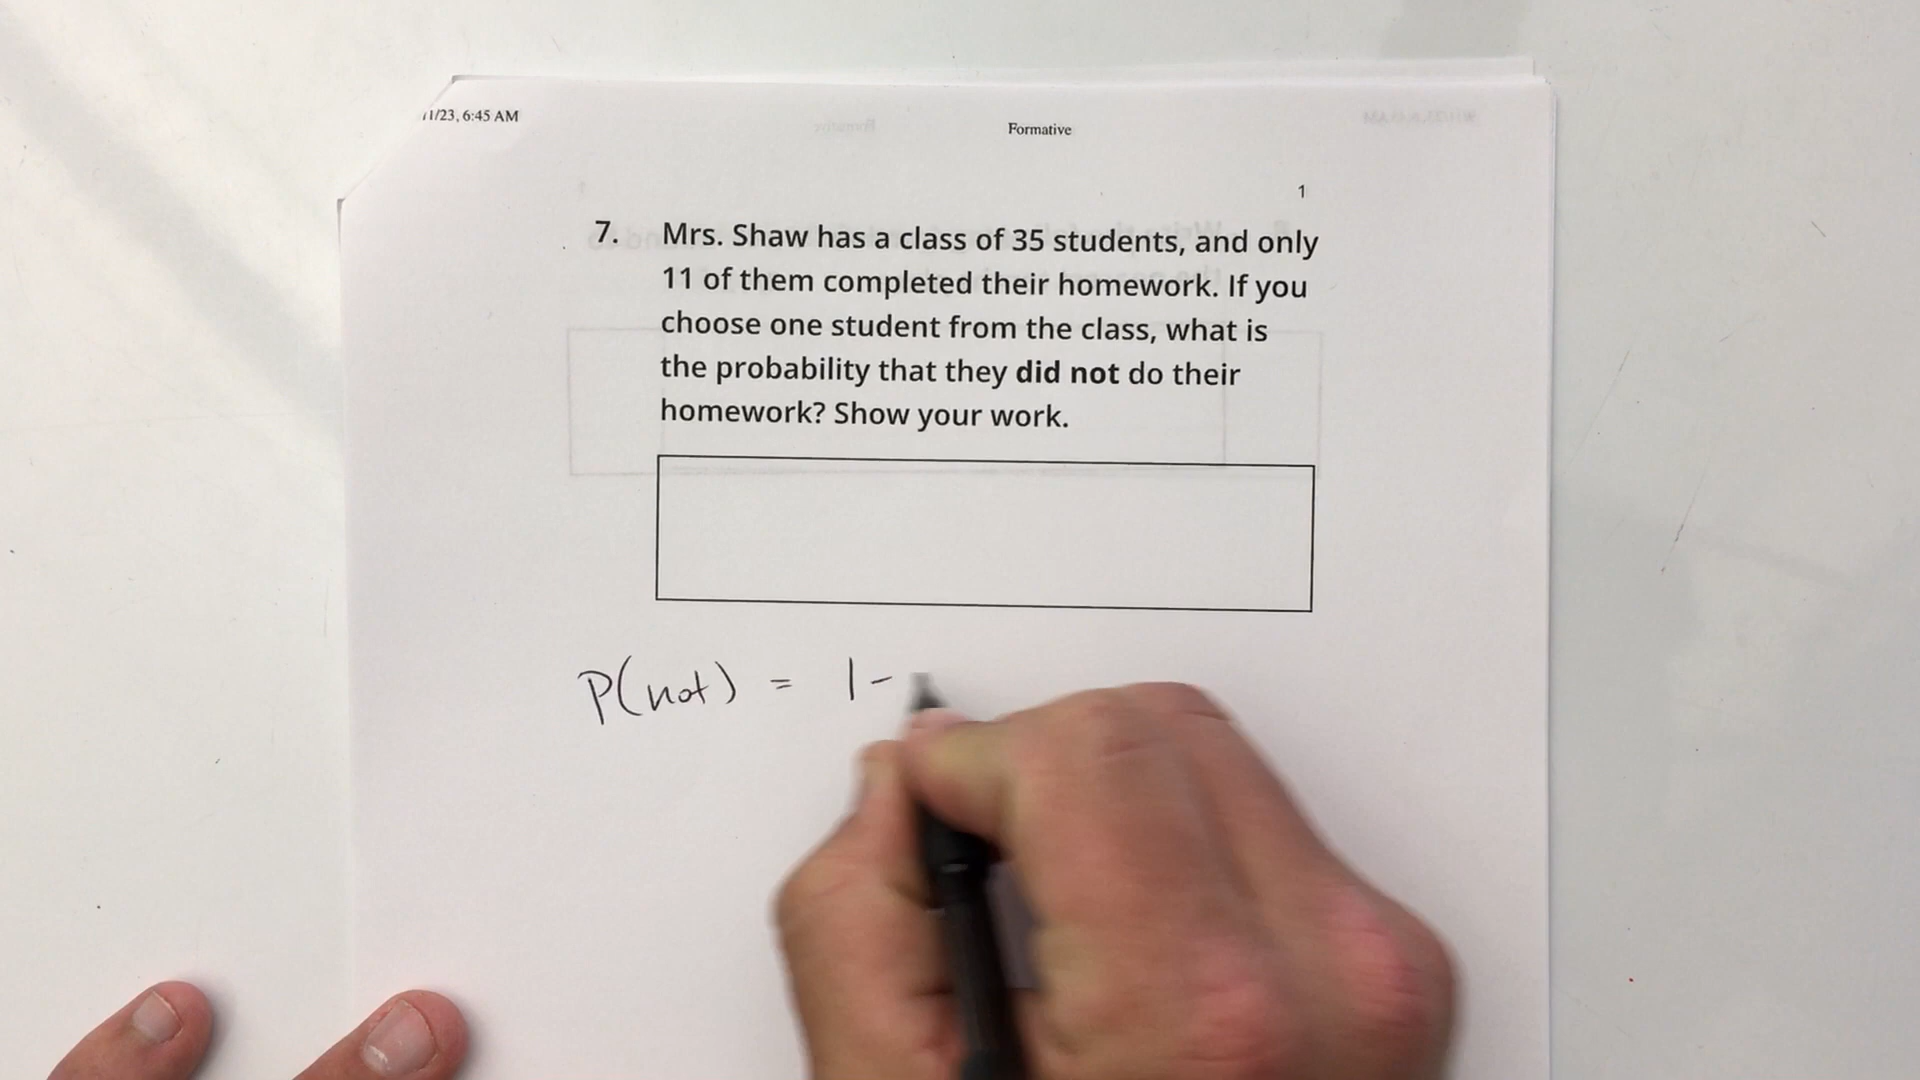 1/23, 6:45 AM
Formative
1
7. Mrs. Shaw has a class of 35 students, and only
11 of them completed their homework. If you
choose one student from the class, what is
the probability that they did not do their
homework? Show your work.
P(not) = 1 -